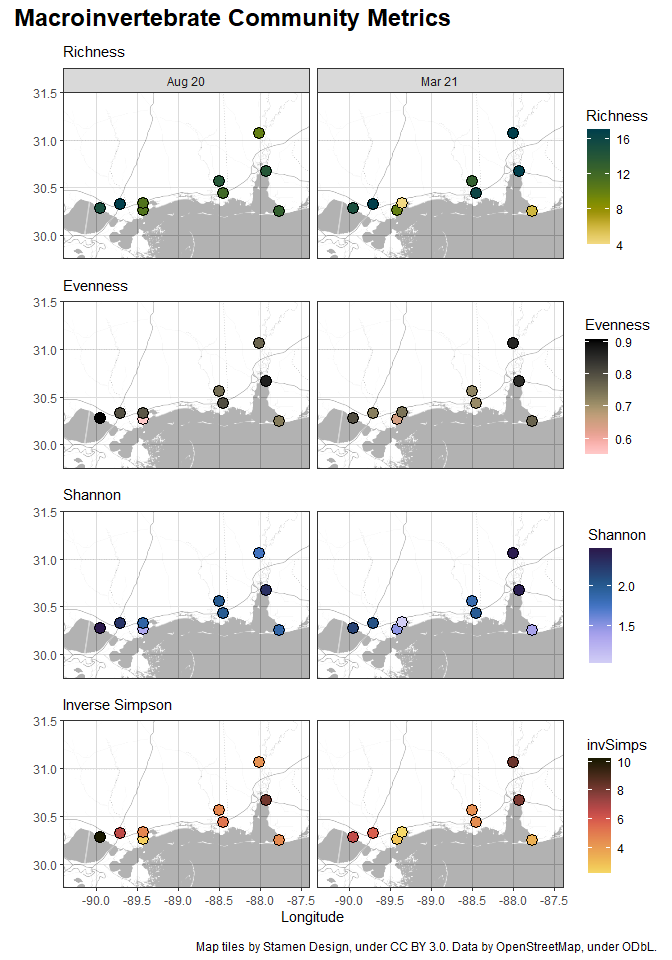 Macroinvertebrate Community Metrics
Richness
Aug 20
Mar 21
31.5
31.0
30.5
30.0
Richness
16
12
8
4
Evenness
31.5
31.0
30.5
30.0
Evenness
0.9
0.8
0.7
0.6
Shannon
31.5
31.0
30.5
30.0
Shannon
2.0
1.5
Inverse Simpson
31.5
31.0
30.5
30.0
invSimps
10
8
6
4
-90.0 -89.5 -89.0 -88.5 -88.0 -87.5 -90.0 -89.5 -89.0 -88.5 -88.0 -87.5
Longitude
Map tiles by Stamen Design, under CC BY 3.0. Data by OpenStreetMap, under ODbL.